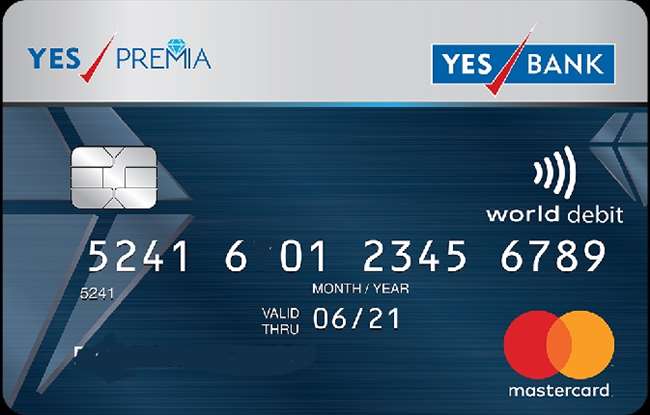 YES PREMIA
YES BANK
world debit
5241 6 01 2345 6789
5241
MONTH / YEAR
VALID THRU 06/21
mastercard